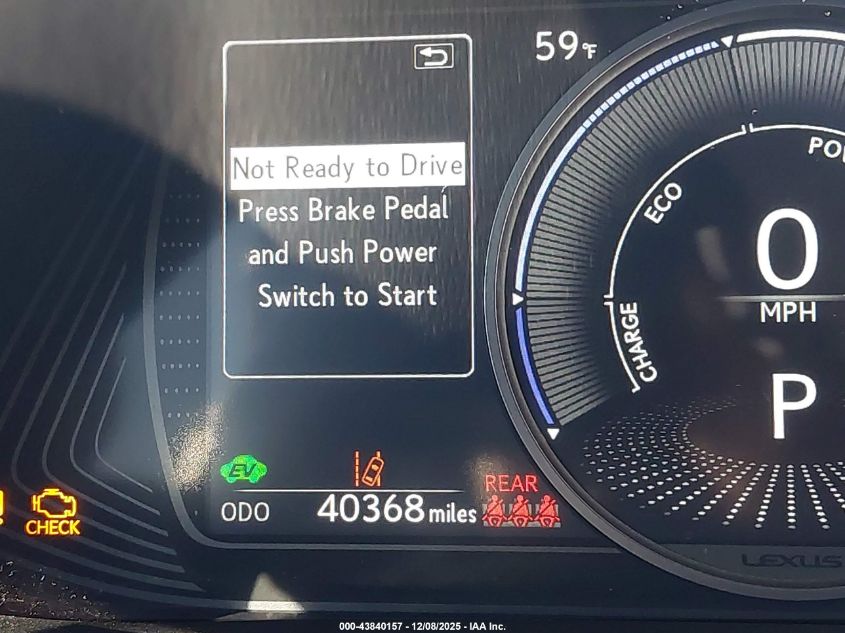 59°F
Not Ready to Drive
Press Brake Pedal
and Push Power
Switch to Start
ECO
CHARGE
0
MPH
P
EV
CHECK
REAR
ODO 40368 miles
LEXUS
000-43840157 - 12/08/2025 - IAA Inc.